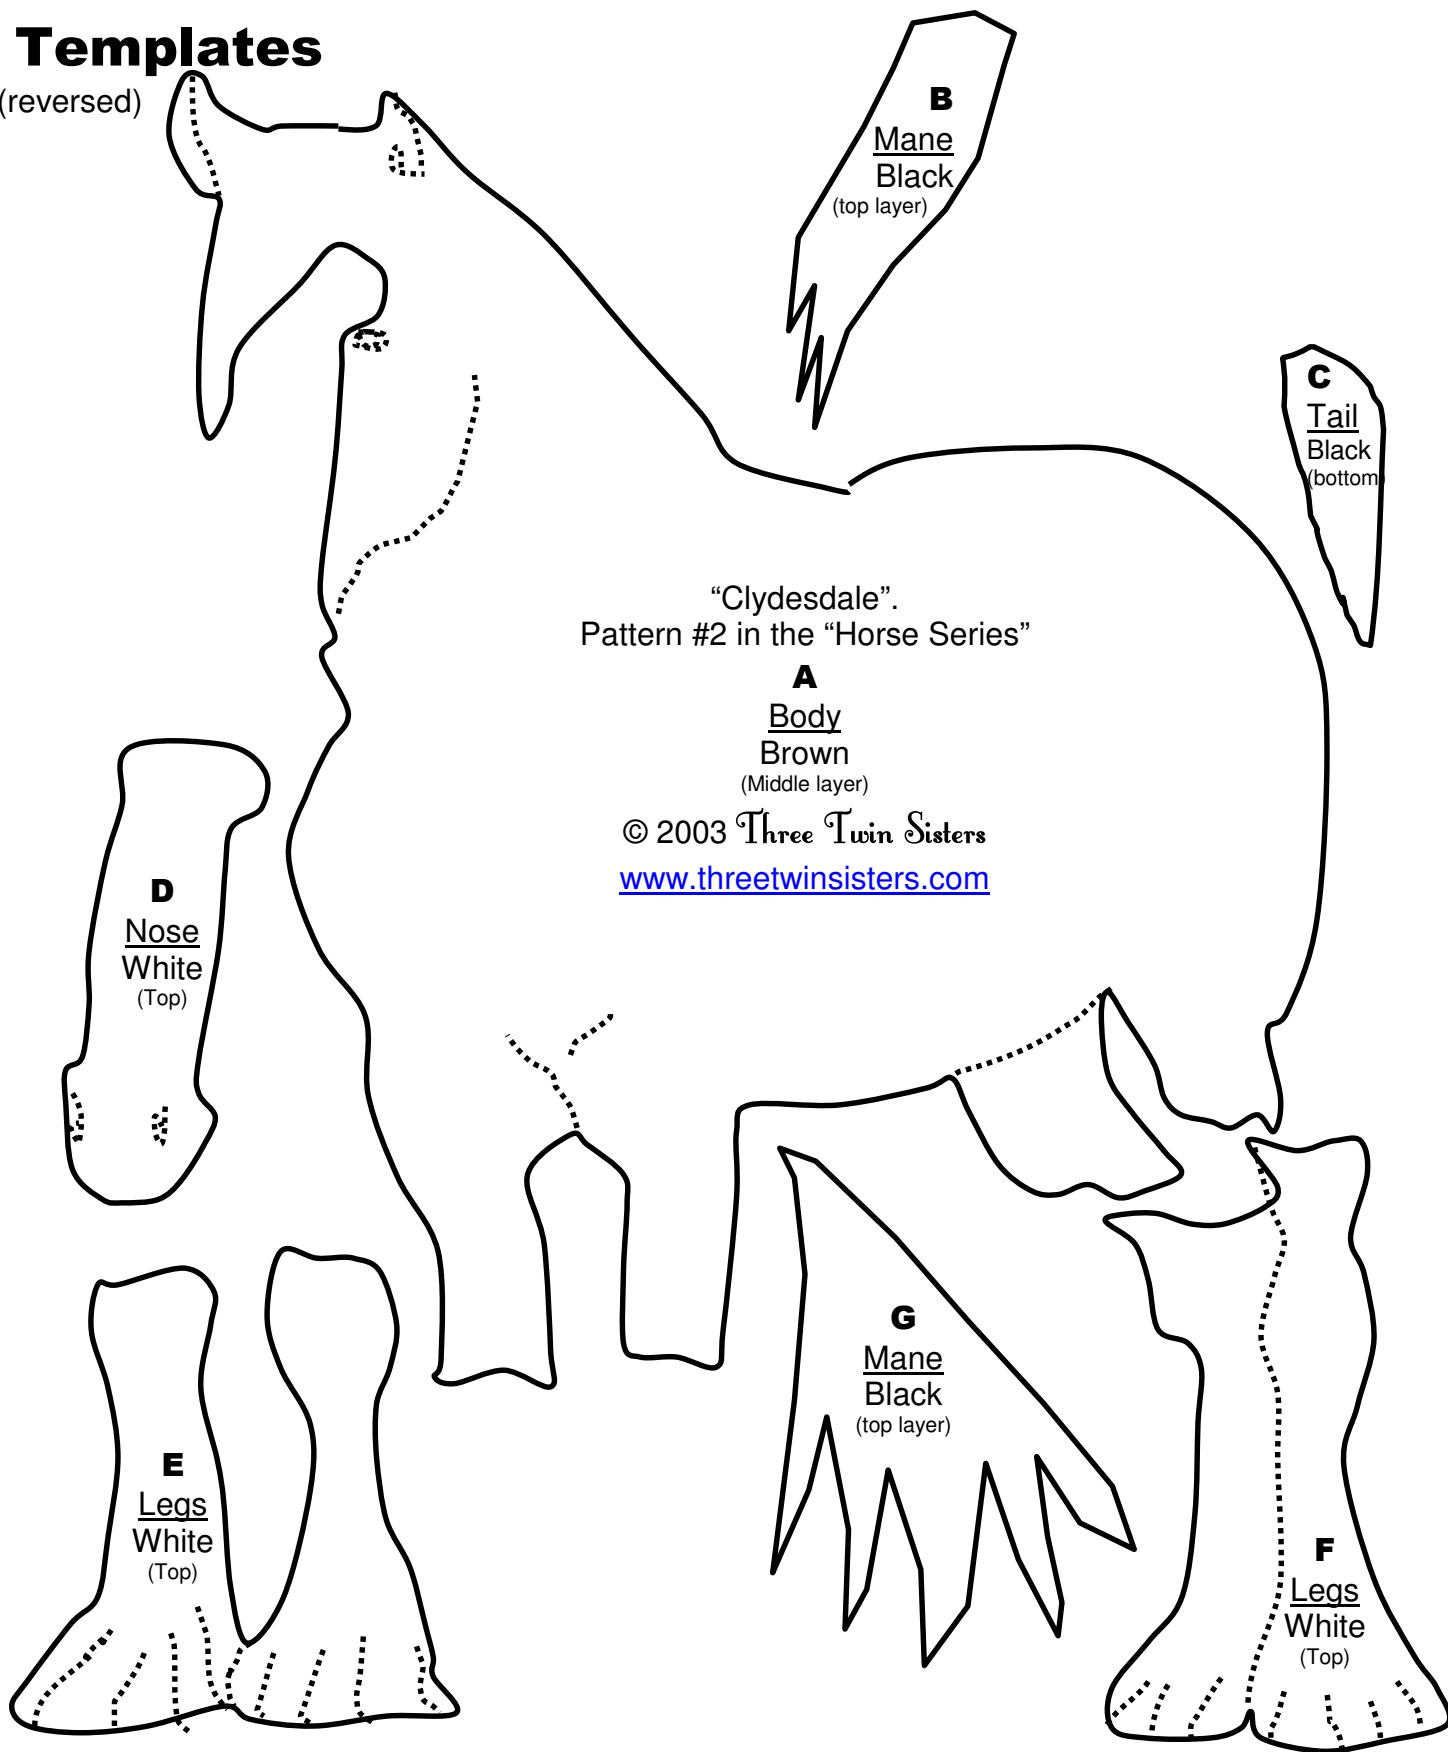 Templates
(reversed)
B
Mane
Black
(top layer)
C
Tail
Black
(bottom)
“Clydesdale”.
Pattern #2 in the “Horse Series”
A
Body
Brown
(Middle layer)
© 2003 Three Twin Sisters
www.threetwinsisters.com
D
Nose
White
(Top)
E
Legs
White
(Top)
G
Mane
Black
(top layer)
F
Legs
White
(Top)